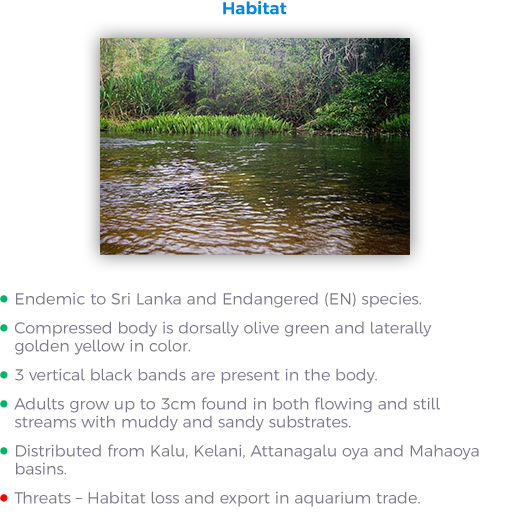 Habitat
Endemic to Sri Lanka and Endangered (EN) species.
Compressed body is dorsally olive green and laterally
golden yellow in color.
3 vertical black bands are present in the body.
Adults grow up to 3cm found in both flowing and still
streams with muddy and sandy substrates.
Distributed from Kalu, Kelani, Attanagalu oya and Mahaoya
basins.
Threats – Habitat loss and export in aquarium trade.